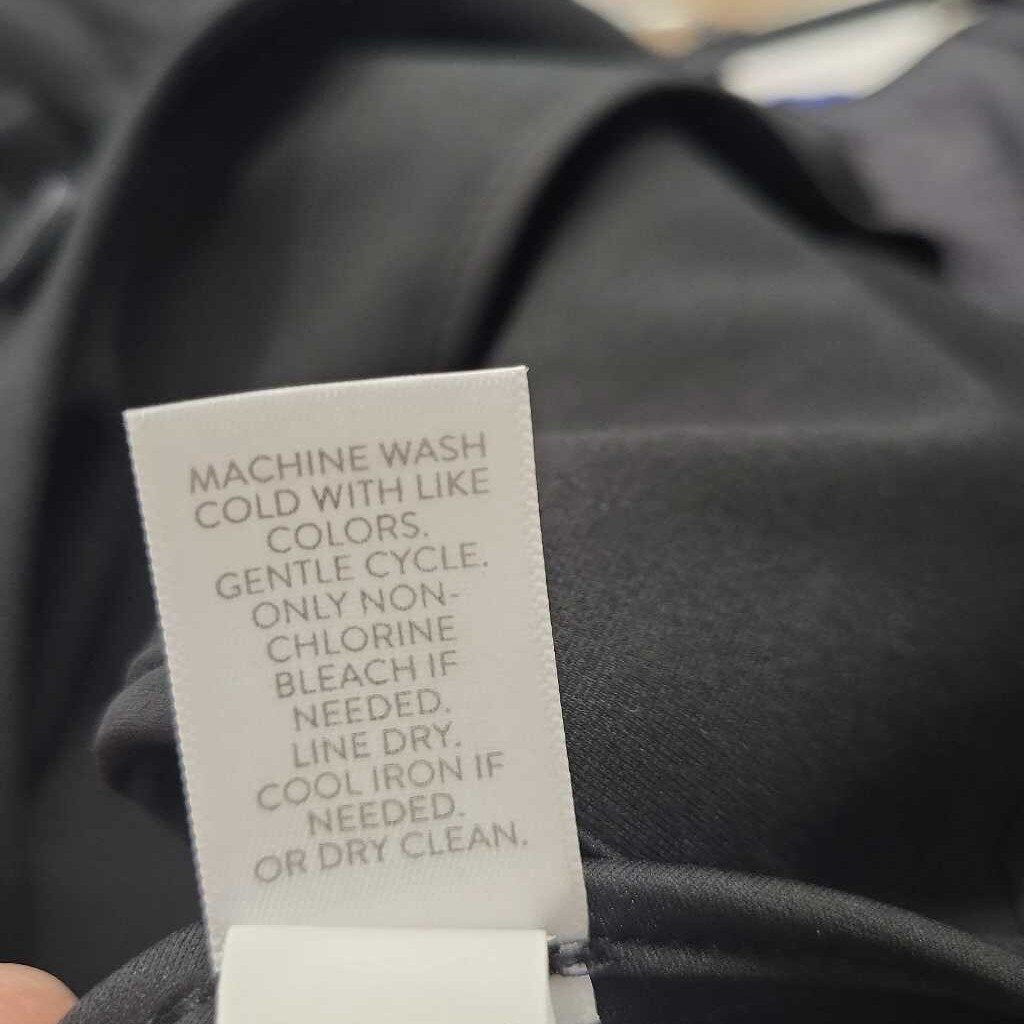 MACHINE WASH
COLD WITH LIKE
COLORS.
GENTLE CYCLE.
ONLY NON-
CHLORINE
BLEACH IF
NEEDED.
LINE DRY.
COOL IRON IF
NEEDED.
OR DRY CLEAN.